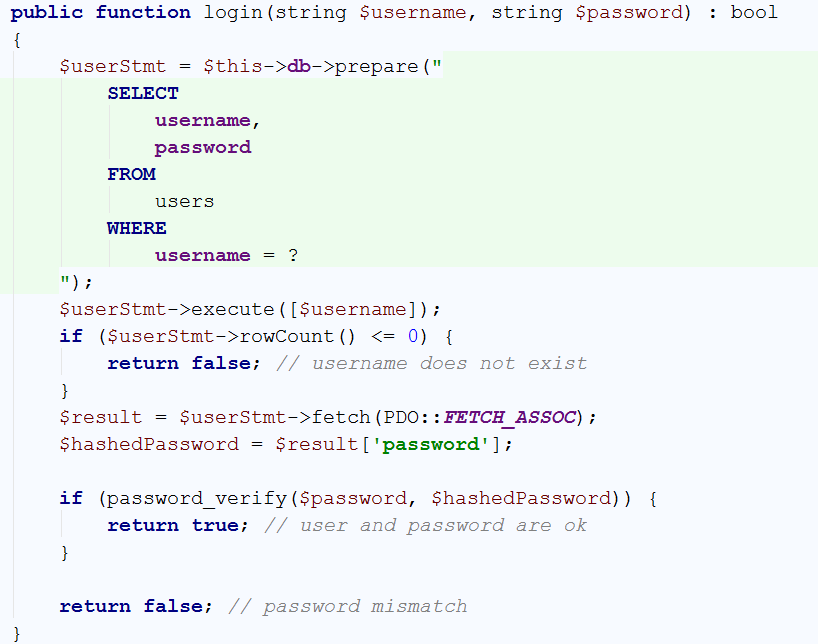 public function login(string $username, string $password) : bool
{
    $userStmt = $this->db->prepare("
        SELECT
            username,
            password
        FROM
            users
        WHERE
            username = ?
    ");
    $userStmt->execute([$username]);
    if ($userStmt->rowCount() <= 0) {
        return false; // username does not exist
    }
    $result = $userStmt->fetch(PDO::FETCH_ASSOC);
    $hashedPassword = $result['password'];

    if (password_verify($password, $hashedPassword)) {
        return true; // user and password are ok
    }

    return false; // password mismatch
}